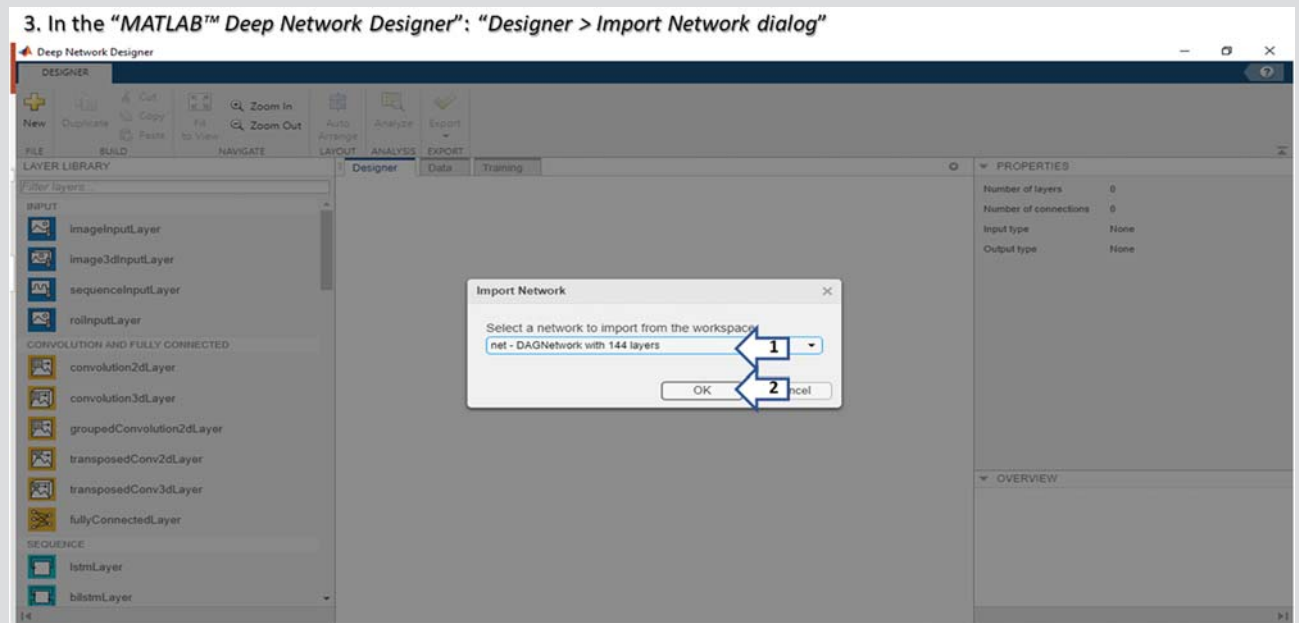 3. In the “MATLAB™ Deep Network Designer”: “Designer > Import Network dialog”
Deep Network Designer
DESIGNER
New
Duplicate
Cut
Copy
Paste
Fit
to View
Zoom In
Zoom Out
Auto
Arrange
Analyze
Export
FILE
BUILD
NAVIGATE
LAYOUT
ANALYSIS
EXPORT
LAYER LIBRARY
Filter layers...
INPUT
imageInputLayer
image3dInputLayer
sequenceInputLayer
roiInputLayer
CONVOLUTION AND FULLY CONNECTED
convolution2dLayer
convolution3dLayer
groupedConvolution2dLayer
transposedConv2dLayer
transposedConv3dLayer
fullyConnectedLayer
SEQUENCE
lstmLayer
bilstmLayer
Designer
Data
Training
Import Network
Select a network to import from the workspace
net - DAGNetwork with 144 layers
1
OK
2
ncel
PROPERTIES
Number of layers 0
Number of connections 0
Input type None
Output type None
OVERVIEW